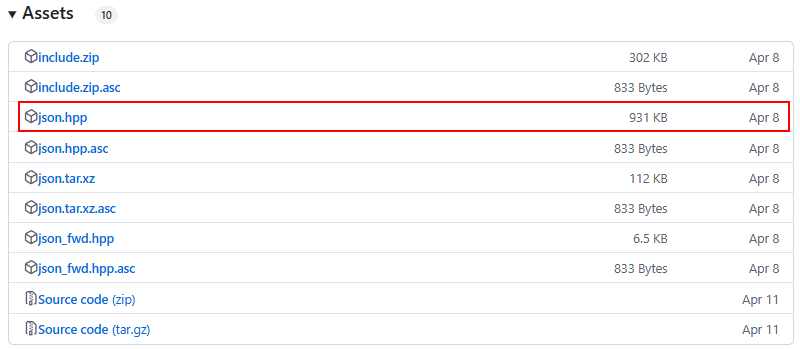 Assets 10
include.zip 302 KB Apr 8
include.zip.asc 833 Bytes Apr 8
json.hpp 931 KB Apr 8
json.hpp.asc 833 Bytes Apr 8
json.tar.xz 112 KB Apr 8
json.tar.xz.asc 833 Bytes Apr 8
json_fwd.hpp 6.5 KB Apr 8
json_fwd.hpp.asc 833 Bytes Apr 8
Source code (zip) Apr 11
Source code (tar.gz) Apr 11